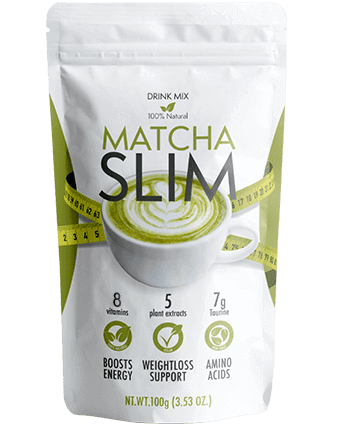 DRINK MIX
100% Natural
MATCHA
SLIM
8
vitamins
5
plant extracts
7g
Taurine
BOOSTS
ENERGY
WEIGHTLOSS
SUPPORT
AMINO
ACIDS
NT.WT.100g (3.53 OZ.)